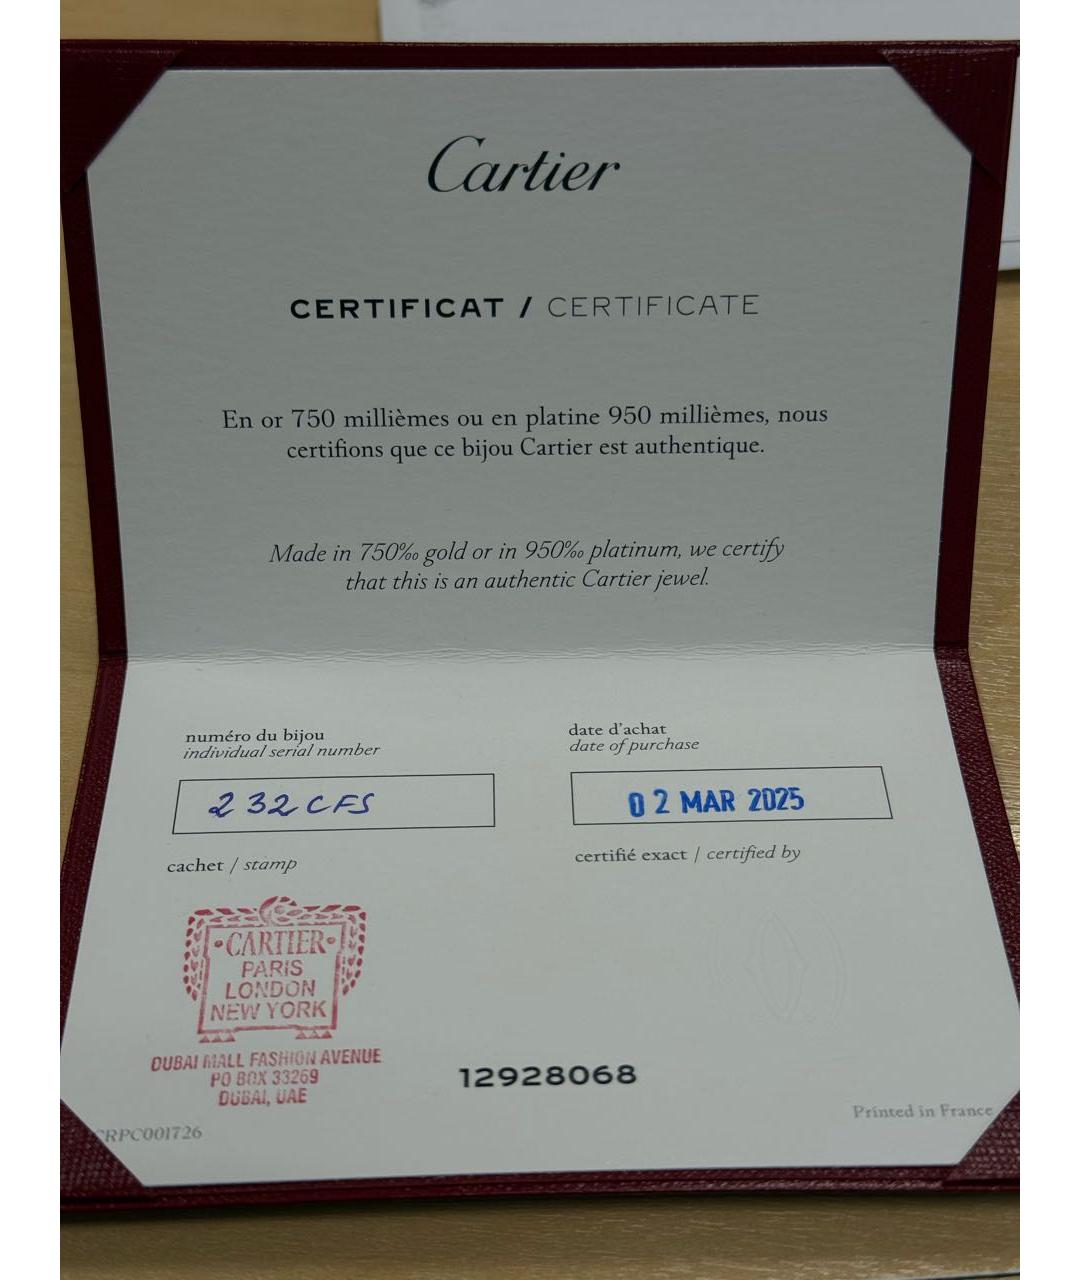 Cartier
CERTIFICAT / CERTIFICATE
En or 750 millièmes ou en platine 950 millièmes, nous
certifions que ce bijou Cartier est authentique.
Made in 750‰ gold or in 950‰ platinum, we certify
that this is an authentic Cartier jewel.
numéro du bijou
individual serial number
232CFS
date d'achat
date of purchase
02 MAR 2025
cachet / stamp
certifié exact / certified by
·CARTIER·
PARIS
LONDON
NEW YORK
DUBAI MALL FASHION AVENUE
PO BOX 33269
DUBAI, UAE
12928068
CRPC001726
Printed in France